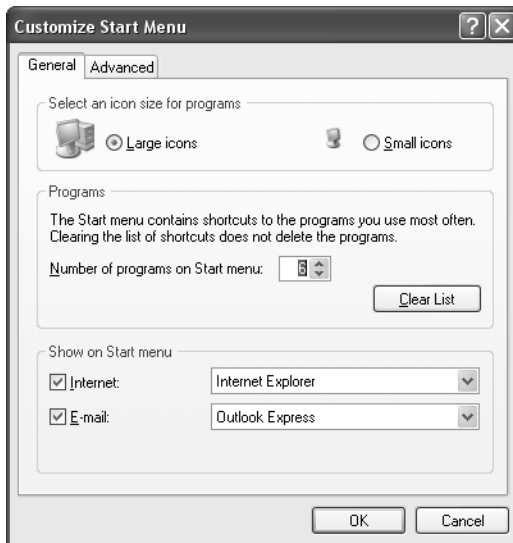 Customize Start Menu
General Advanced
Select an icon size for programs
Large icons Small icons
Programs
The Start menu contains shortcuts to the programs you use most often.
Clearing the list of shortcuts does not delete the programs.
Number of programs on Start menu: 6
Clear List
Show on Start menu
Internet: Internet Explorer
E-mail: Outlook Express
OK Cancel